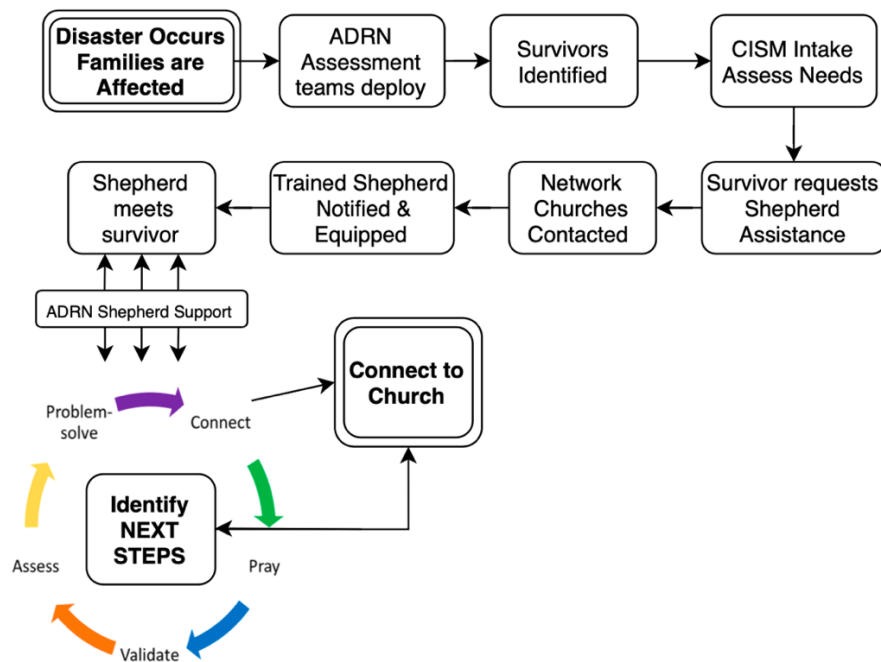 Disaster Occurs
Families are
Affected
ADRN
Assessment
teams deploy
Survivors
Identified
CISM Intake
Assess Needs
Survivor requests
Shepherd
Assistance
Network
Churches
Contacted
Trained Shepherd
Notified &
Equipped
Shepherd
meets
survivor
ADRN Shepherd Support
Connect to
Church
Problem-
solve
Connect
Identify
NEXT
STEPS
Assess
Pray
Validate